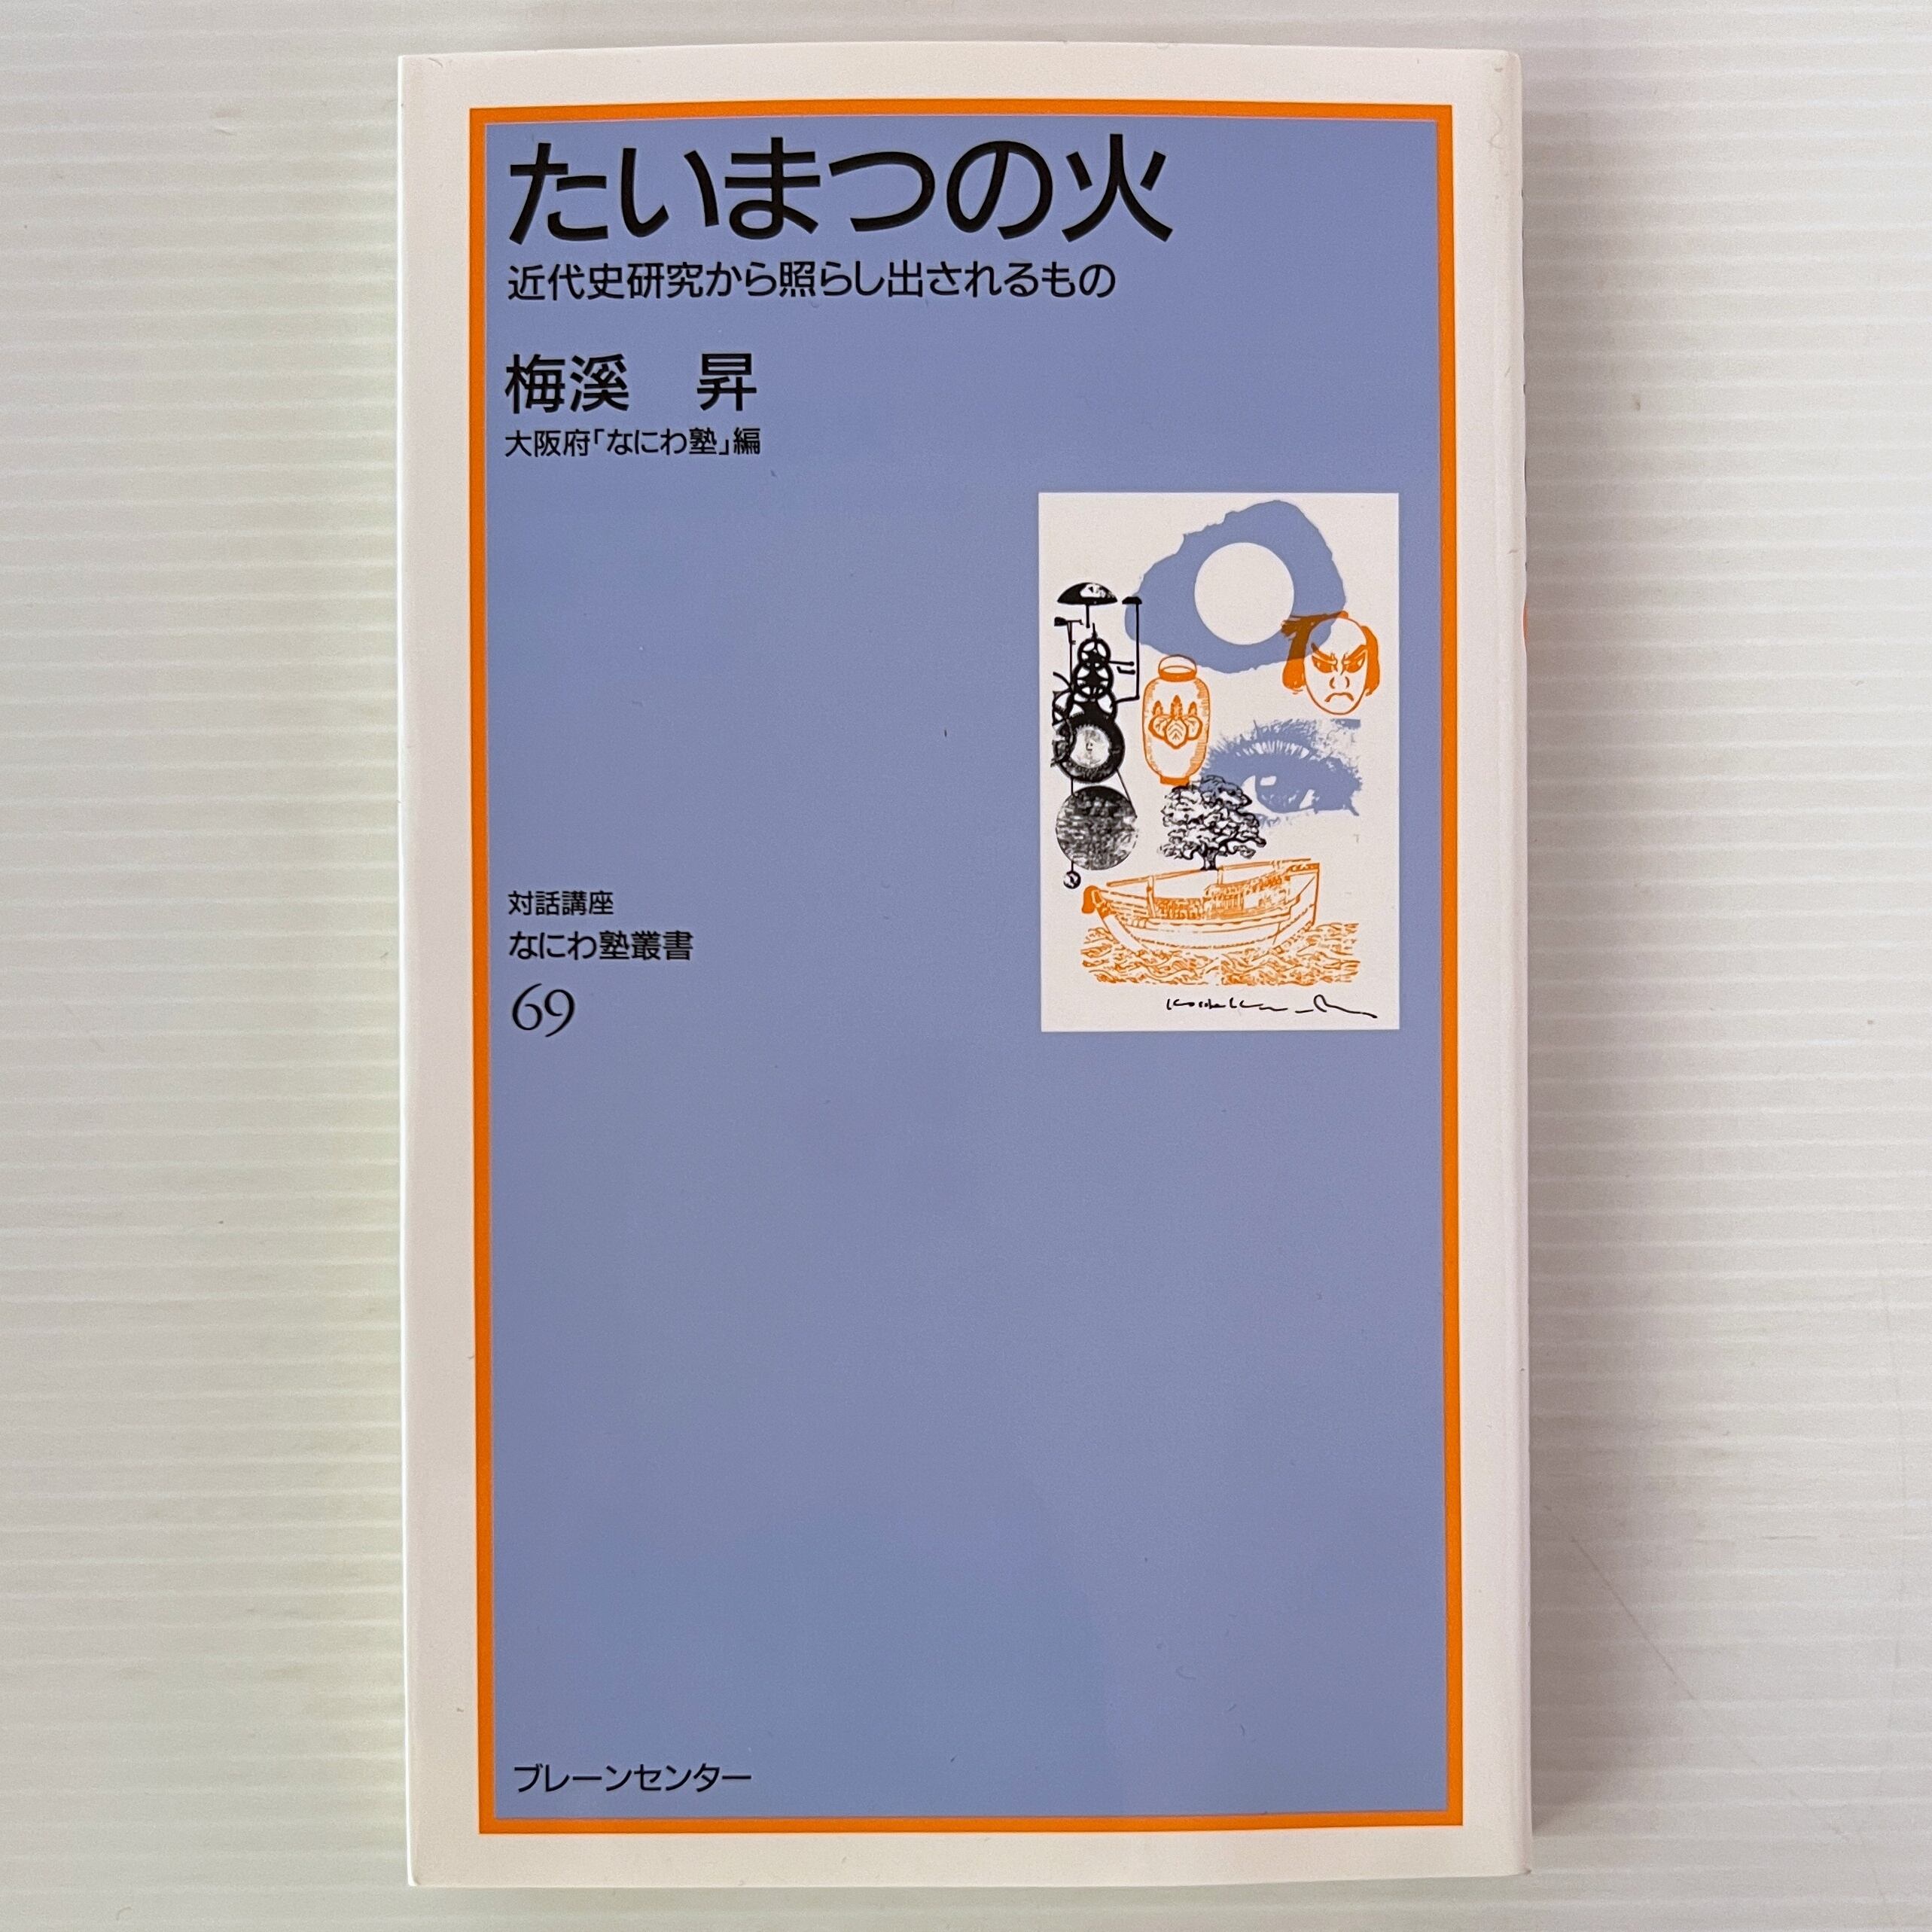 たいまつの火
近代史研究から照らし出されるもの
梅溪　昇
大阪府「なにわ塾」編
対話講座
なにわ塾叢書
69
ブレーンセンター